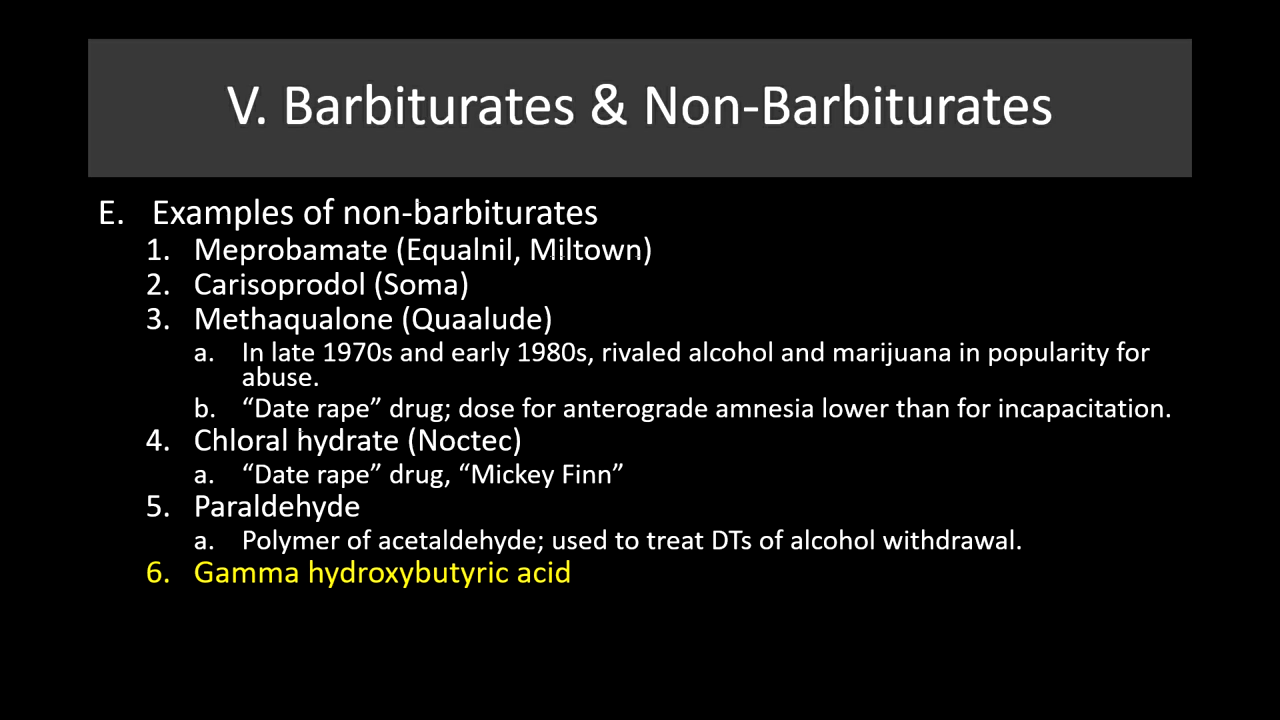 V. Barbiturates & Non-Barbiturates
E. Examples of non-barbiturates
1. Meprobamate (Equalnil, Miltown)
2. Carisoprodol (Soma)
3. Methaqualone (Quaalude)
a. In late 1970s and early 1980s, rivaled alcohol and marijuana in popularity for
abuse.
b. “Date rape” drug; dose for anterograde amnesia lower than for incapacitation.
4. Chloral hydrate (Noctec)
a. “Date rape” drug, “Mickey Finn”
5. Paraldehyde
a. Polymer of acetaldehyde; used to treat DTs of alcohol withdrawal.
6. Gamma hydroxybutyric acid